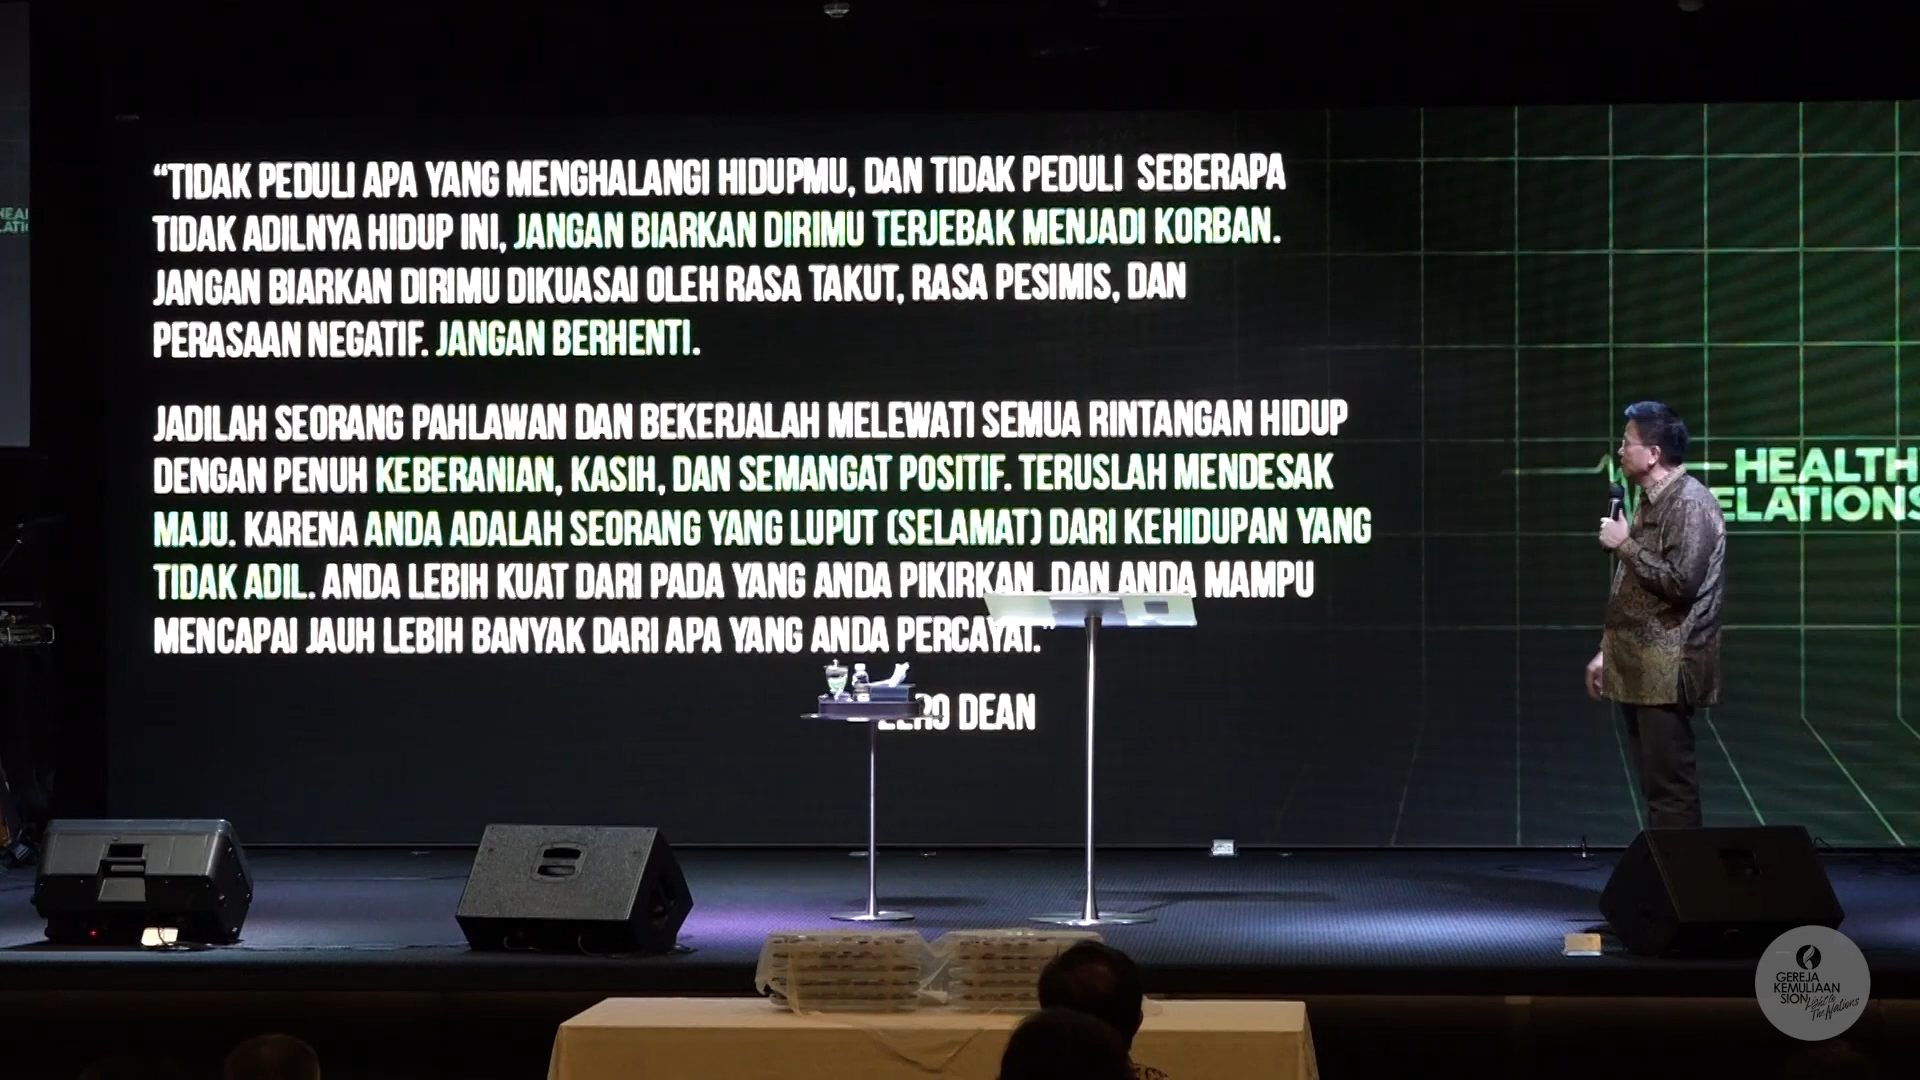 “TIDAK PEDULI APA YANG MENGHALANGI HIDUPMU, DAN TIDAK PEDULI SEBERAPA
TIDAK ADILNYA HIDUP INI, JANGAN BIARKAN DIRIMU TERJEBAK MENJADI KORBAN.
JANGAN BIARKAN DIRIMU DIKUASAI OLEH RASA TAKUT, RASA PESIMIS, DAN
PERASAAN NEGATIF. JANGAN BERHENTI.
JADILAH SEORANG PAHLAWAN DAN BEKERJALAH MELEWATI SEMUA RINTANGAN HIDUP
DENGAN PENUH KEBERANIAN, KASIH, DAN SEMANGAT POSITIF. TERUSLAH MENDESAK
MAJU. KARENA ANDA ADALAH SEORANG YANG LUPUT (SELAMAT) DARI KEHIDUPAN YANG
TIDAK ADIL. ANDA LEBIH KUAT DARI PADA YANG ANDA PIKIRKAN. DAN ANDA MAMPU
MENCAPAI JAUH LEBIH BANYAK DARI APA YANG ANDA PERCAYAI.”
DEAN
HEALTH
ELATIONS
GEREJA
KEMULIAAN
SION
Light to
The Nations